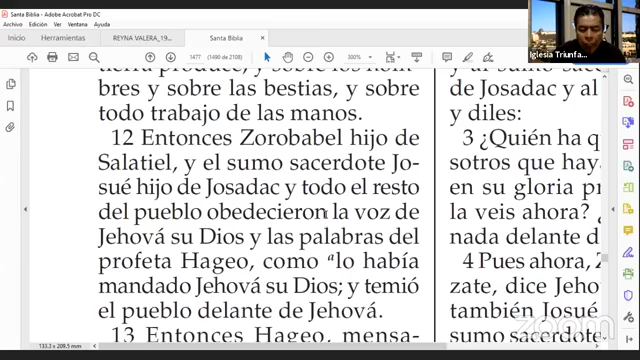 Santa Biblia - Adobe Acrobat Pro DC
Archivo Edición Ver Ventana Ayuda
Inicio Herramientas REYNA VALERA_19... Santa Biblia ×
1477 (1490 de 2108) 300%
bres y sobre las bestias, y sobre
todo trabajo de las manos.
12 Entonces Zorobabel hijo de
Salatiel, y el sumo sacerdote Jo-
sué hijo de Josadac y todo el resto
del pueblo obedecieron la voz de
Jehová su Dios y las palabras del
profeta Hageo, como ᵃlo había
mandado Jehová su Dios; y temió
el pueblo delante de Jehová.
13 Entonces Hageo, mensa-
de Josadac y al
y diles:
3 ¿Quién ha q
sotros que hay
en su gloria p
la veis ahora?
nada delante d
4 Pues ahora, Z
zate, dice Jeho
también Josué
sumo sacerdote
133.3 x 209.5 mm
Iglesia Triunfa...
zoom